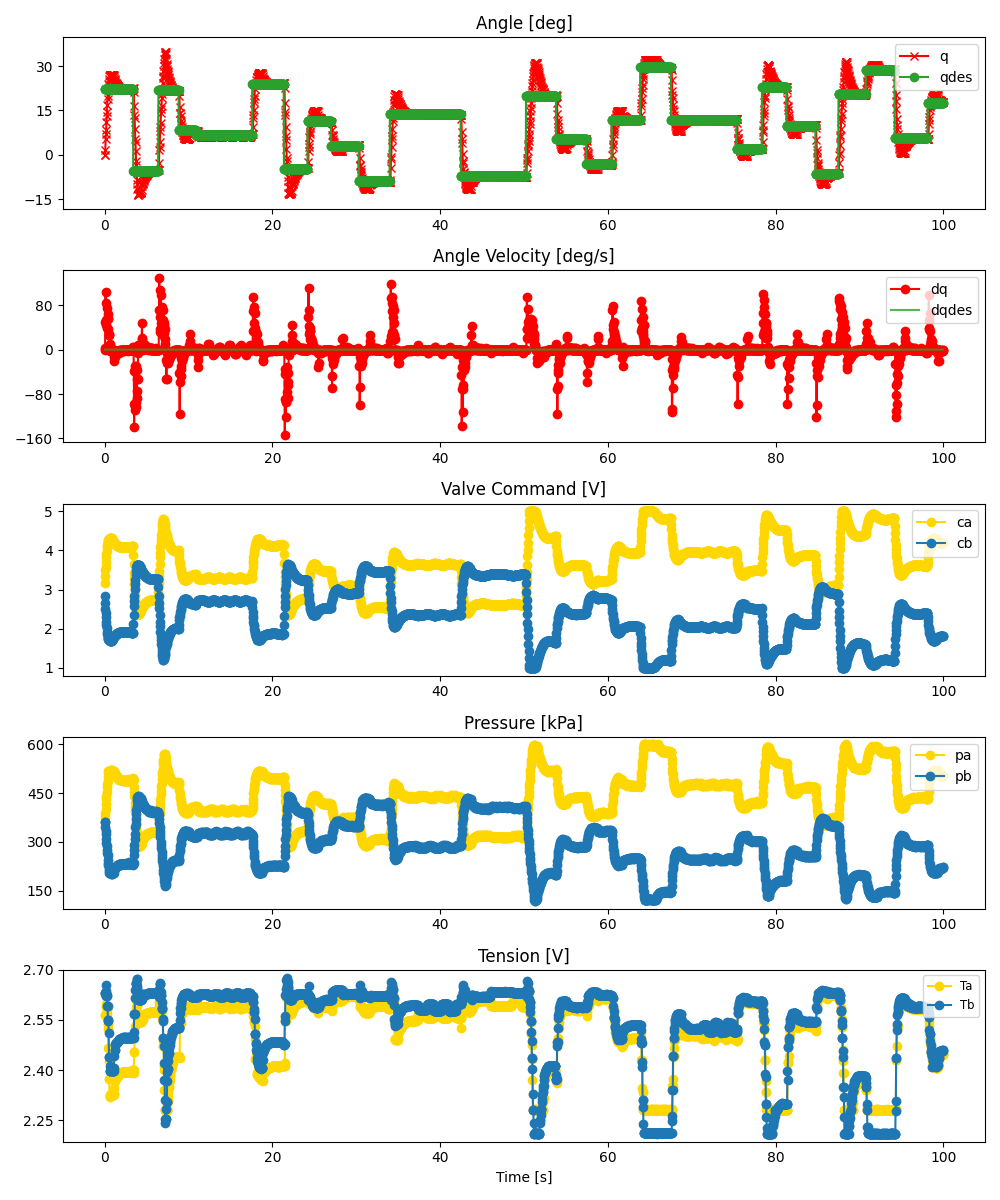 Angle [deg]
30
15
0
−15
q
qdes
0 20 40 60 80 100
Angle Velocity [deg/s]
80
0
−80
−160
dq
dqdes
0 20 40 60 80 100
Valve Command [V]
5
4
3
2
1
ca
cb
0 20 40 60 80 100
Pressure [kPa]
600
450
300
150
pa
pb
0 20 40 60 80 100
Tension [V]
2.70
2.55
2.40
2.25
Ta
Tb
0 20 40 60 80 100
Time [s]